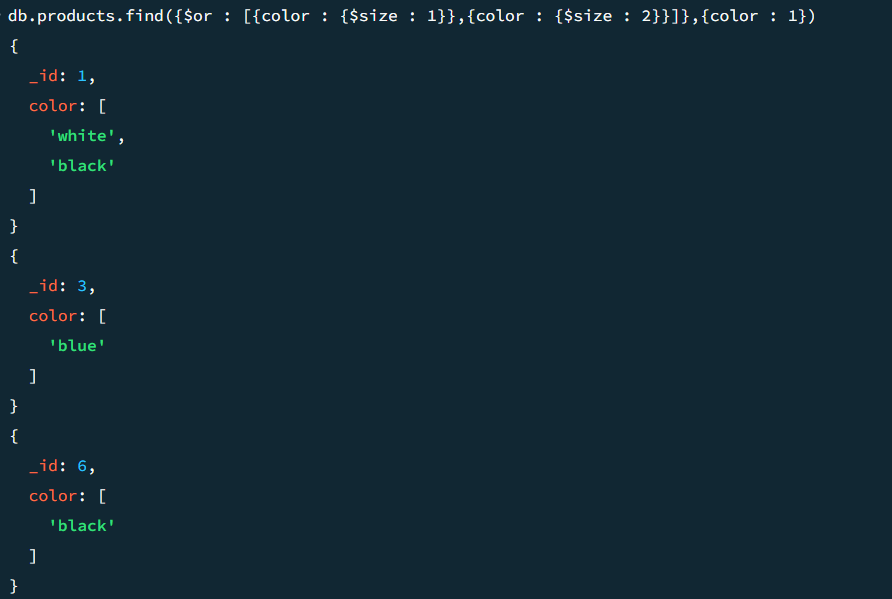 db.products.find({$or : [{color : {$size : 1}},{color : {$size : 2}}]},{color : 1})
{
  _id: 1,
  color: [
    'white',
    'black'
  ]
}
{
  _id: 3,
  color: [
    'blue'
  ]
}
{
  _id: 6,
  color: [
    'black'
  ]
}